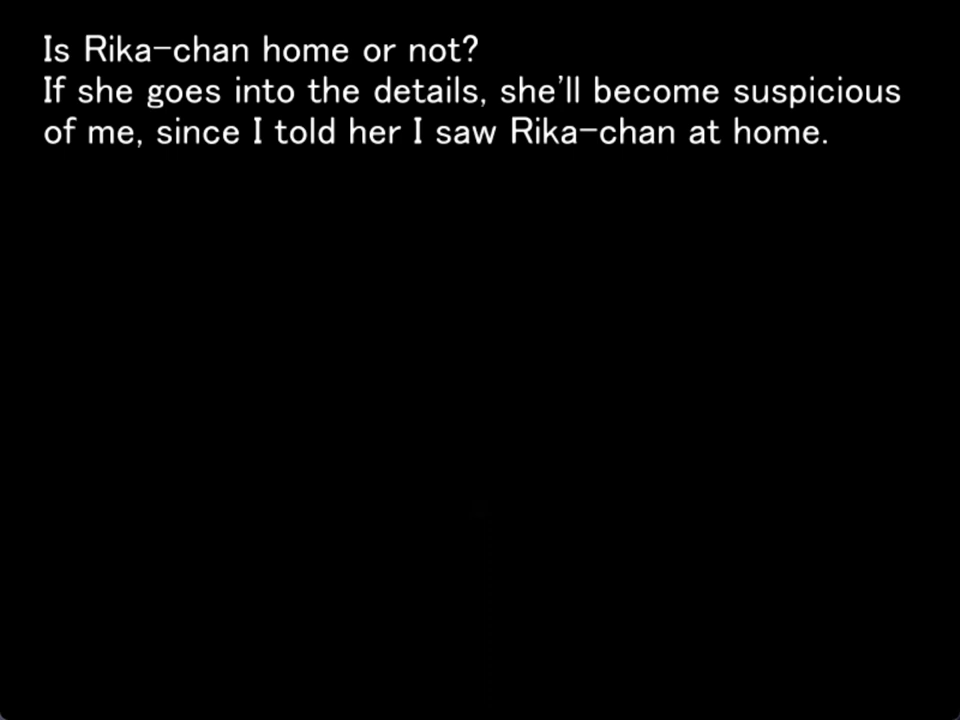 Is Rika-chan home or not?
If she goes into the details, she'll become suspicious
of me, since I told her I saw Rika-chan at home.